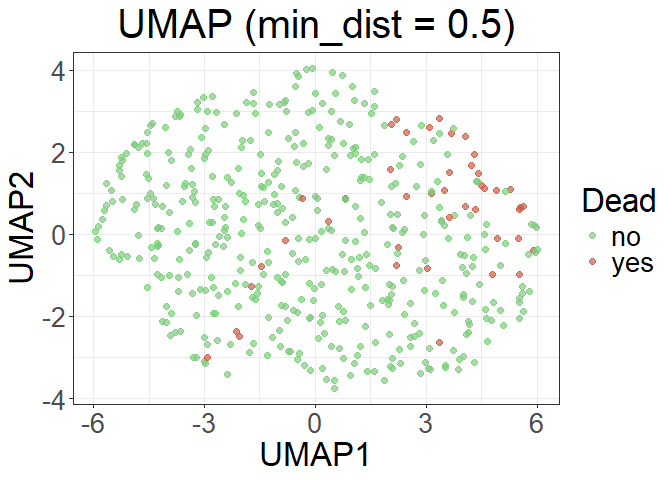 UMAP (min_dist = 0.5)
4
2
0
-2
-4
UMAP2
-6
-3
0
3
6
UMAP1
Dead
no
yes